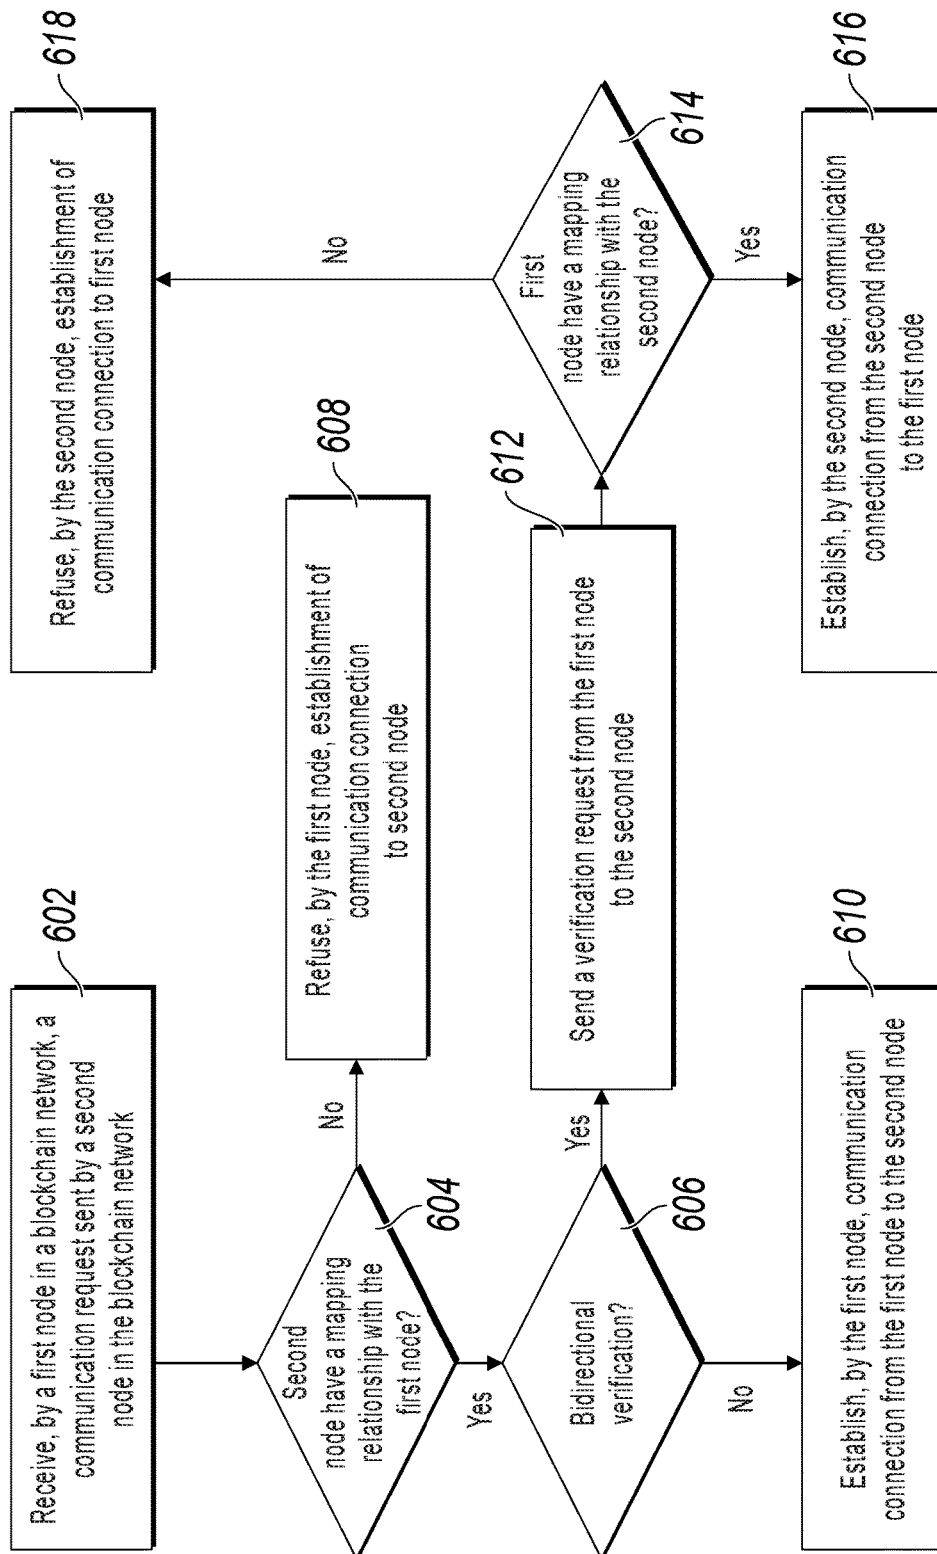 602
Receive, by a first node in a blockchain network, a
communication request sent by a second
node in the blockchain network
604
Second
node have a mapping
relationship with the
first node?
No
Yes
608
Refuse, by the first node, establishment of
communication connection
to second node
606
Bidirectional
verification?
Yes
No
610
Establish, by the first node, communication
connection from the first node to the second node
612
Send a verification request from the first node
to the second node
614
First
node have a mapping
relationship with the
second node?
No
Yes
618
Refuse, by the second node, establishment of
communication connection to first node
616
Establish, by the second node, communication
connection from the second node
to the first node